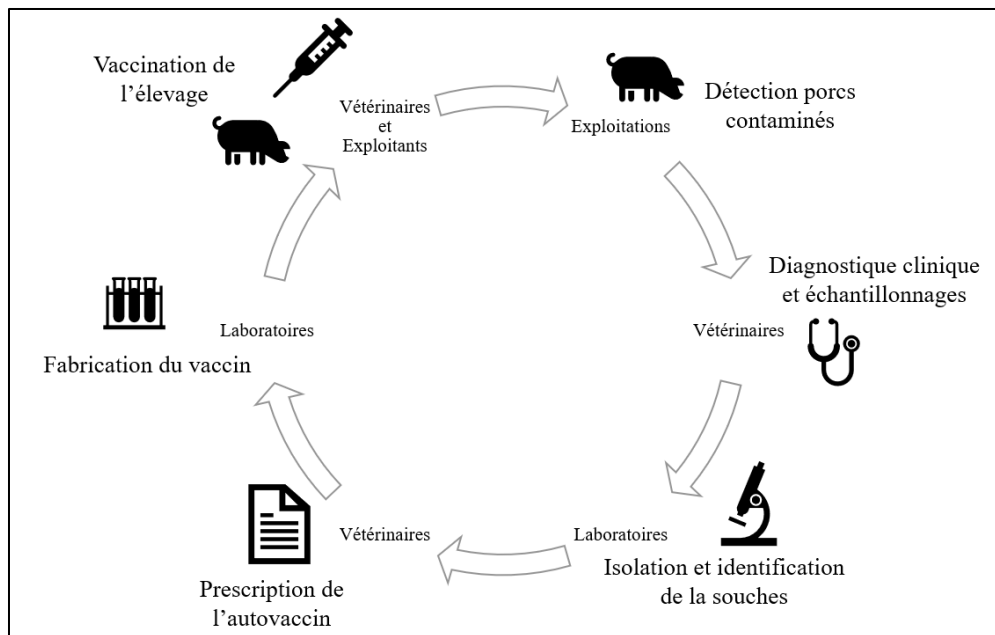 Vaccination de
l'élevage
Vétérinaires
et
Exploitants
Exploitations
Détection porcs
contaminés
Diagnostique clinique
et échantillonnages
Vétérinaires
Laboratoires
Isolation et identification
de la souches
Vétérinaires
Prescription de
l'autovaccin
Laboratoires
Fabrication du vaccin